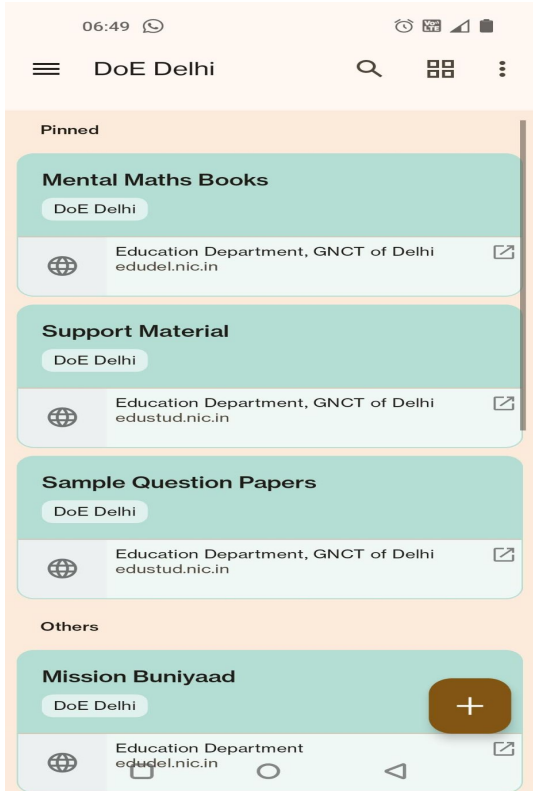 06:49
Vo)) LTE
DoE Delhi
Pinned
Mental Maths Books
DoE Delhi
Education Department, GNCT of Delhi
edudel.nic.in
Support Material
DoE Delhi
Education Department, GNCT of Delhi
edustud.nic.in
Sample Question Papers
DoE Delhi
Education Department, GNCT of Delhi
edustud.nic.in
Others
Mission Buniyaad
DoE Delhi
Education Department
edudel.nic.in